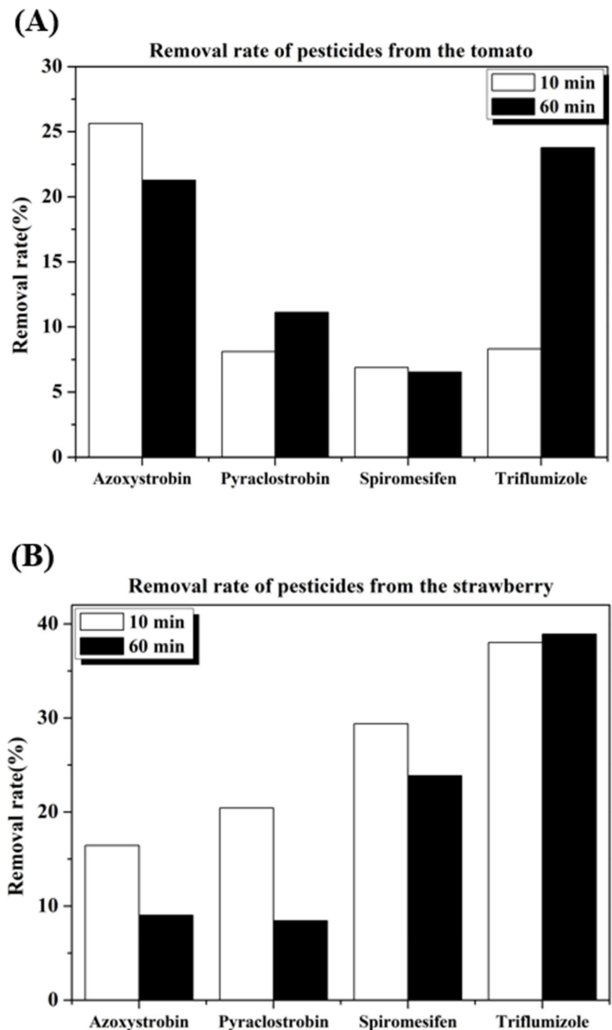 (A)
Removal rate of pesticides from the tomato
10 min
60 min
Removal rate(%)
30
25
20
15
10
5
0
Azoxystrobin Pyraclostrobin Spiromesifen Triflumizole
(B)
Removal rate of pesticides from the strawberry
10 min
60 min
Removal rate(%)
40
30
20
10
0
Azoxystrobin Pyraclostrobin Spiromesifen Triflumizole